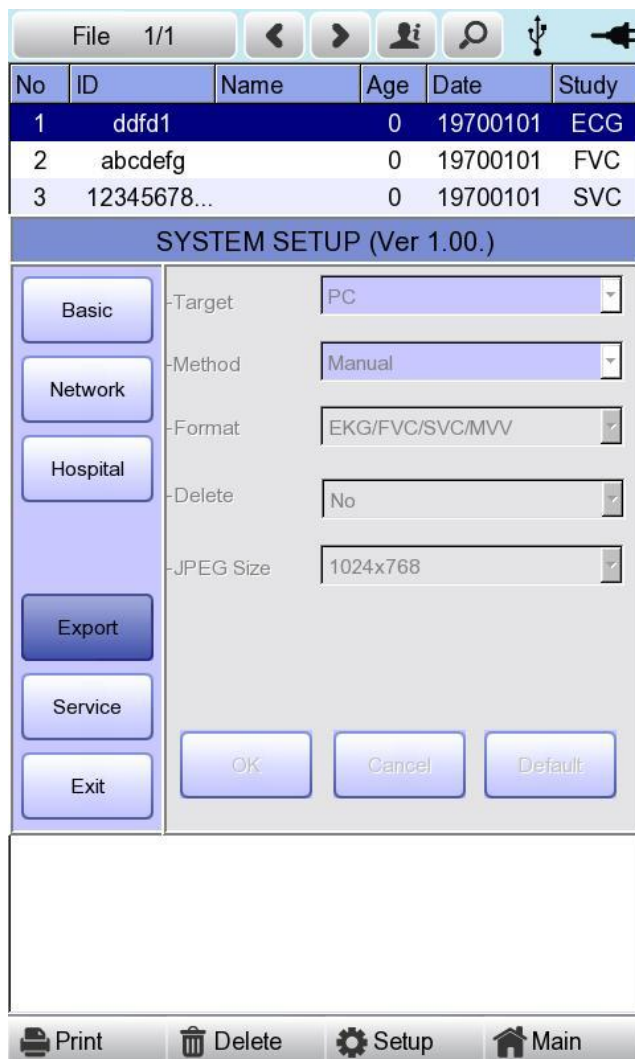 File 1/1
No ID Name Age Date Study
1 ddfd1 0 19700101 ECG
2 abcdefg 0 19700101 FVC
3 12345678... 0 19700101 SVC
SYSTEM SETUP (Ver 1.00.)
Basic
Network
Hospital
Export
Service
Exit
-Target PC
-Method Manual
-Format EKG/FVC/SVC/MVV
-Delete No
-JPEG Size 1024x768
OK Cancel Default
Print Delete Setup Main